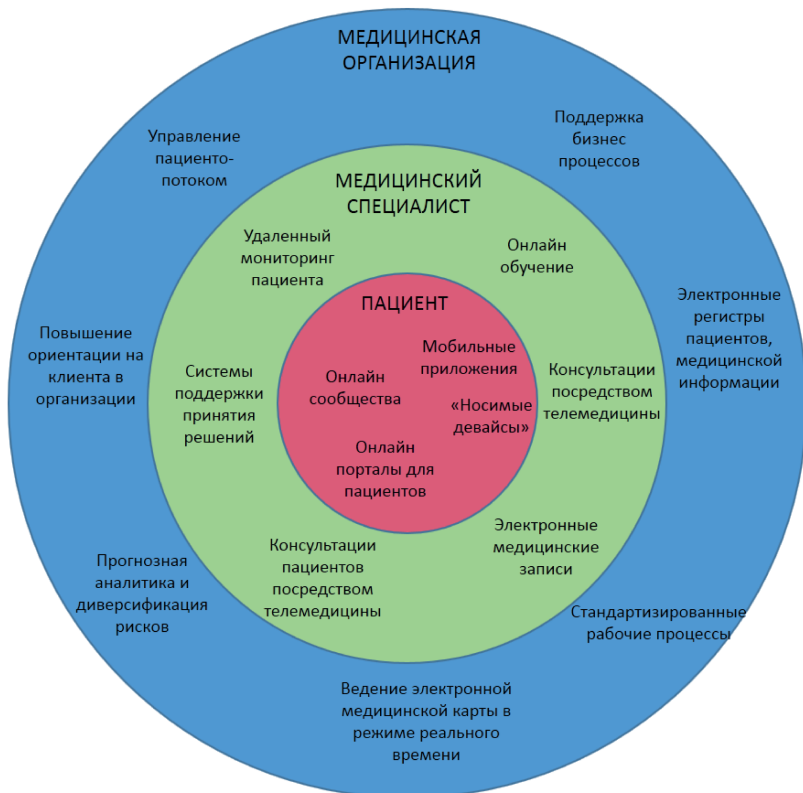 МЕДИЦИНСКАЯ
ОРГАНИЗАЦИЯ
Управление
пациенто-
потоком
Поддержка
бизнес
процессов
Повышение
ориентации на
клиента в
организации
Электронные
регистры
пациентов,
медицинской
информации
Прогнозная
аналитика и
диверсификация
рисков
Стандартизированные
рабочие процессы
Ведение электронной
медицинской карты в
режиме реального
времени
МЕДИЦИНСКИЙ
СПЕЦИАЛИСТ
Удаленный
мониторинг
пациента
Онлайн
обучение
Системы
поддержки
принятия
решений
Консультации
посредством
телемедицины
Консультации
пациентов
посредством
телемедицины
Электронные
медицинские
записи
ПАЦИЕНТ
Мобильные
приложения
Онлайн
сообщества
«Носимые
девайсы»
Онлайн
порталы для
пациентов